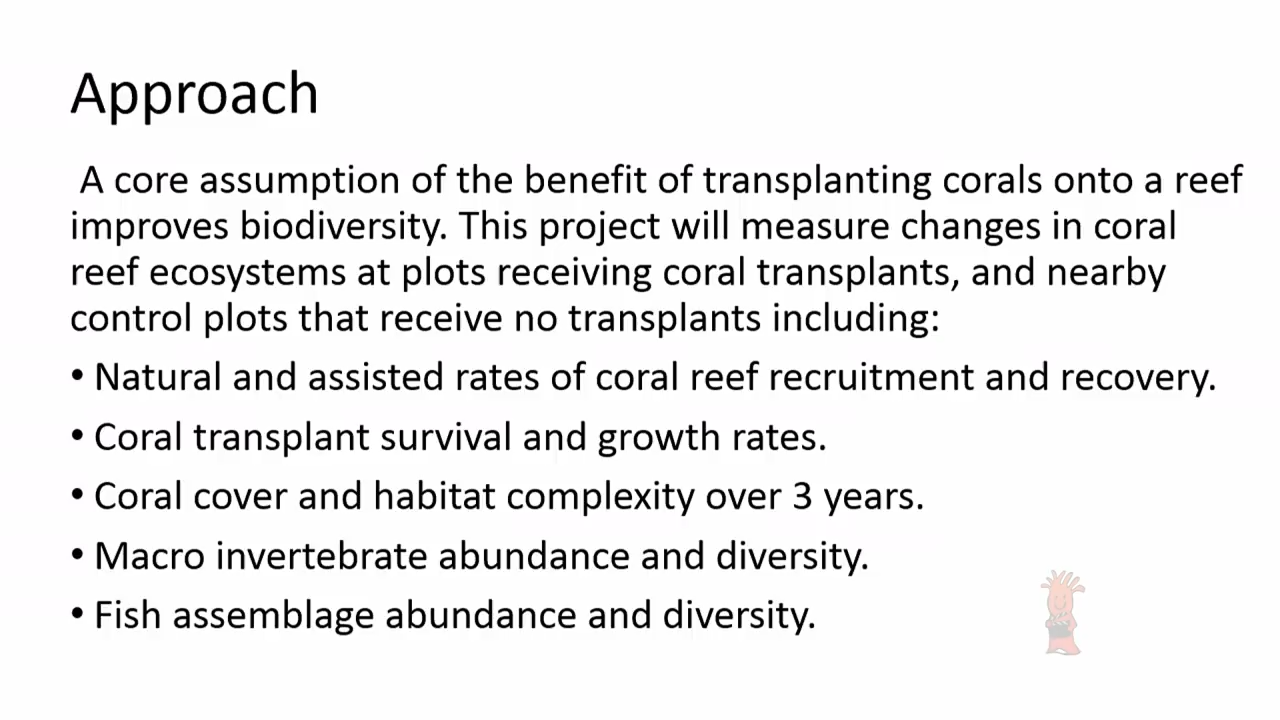 Approach
A core assumption of the benefit of transplanting corals onto a reef
improves biodiversity. This project will measure changes in coral
reef ecosystems at plots receiving coral transplants, and nearby
control plots that receive no transplants including:
• Natural and assisted rates of coral reef recruitment and recovery.
• Coral transplant survival and growth rates.
• Coral cover and habitat complexity over 3 years.
• Macro invertebrate abundance and diversity.
• Fish assemblage abundance and diversity.